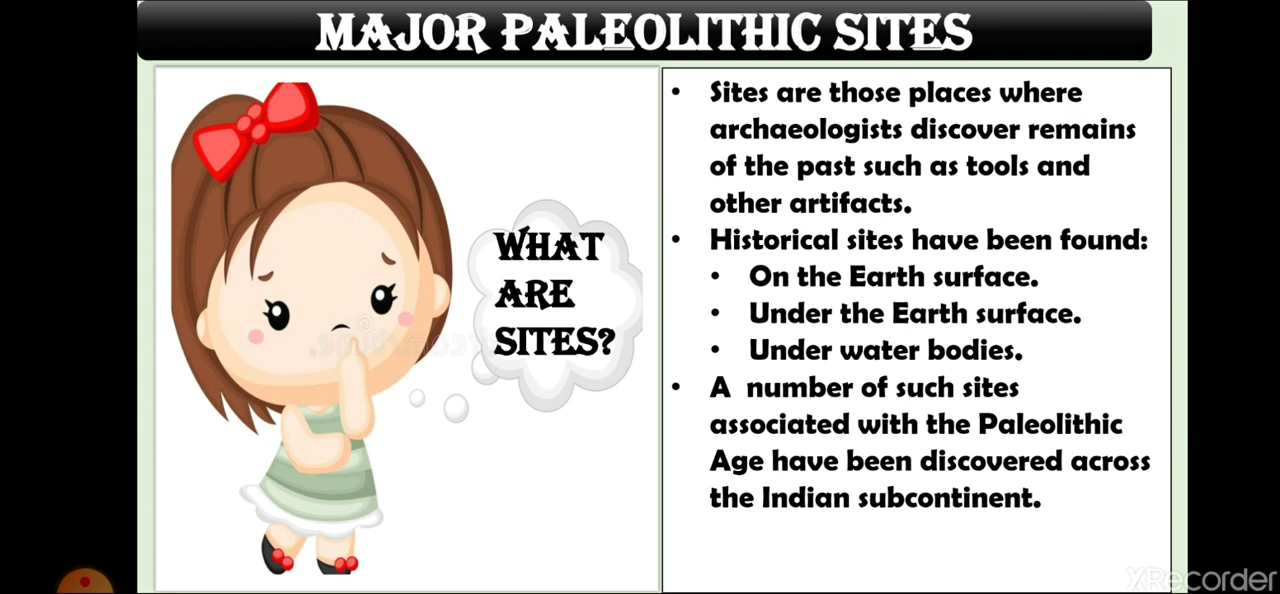 MAJOR PALEOLITHIC SITES
WHAT
ARE
SITES?
• Sites are those places where
archaeologists discover remains
of the past such as tools and
other artifacts.
• Historical sites have been found:
• On the Earth surface.
• Under the Earth surface.
• Under water bodies.
• A number of such sites
associated with the Paleolithic
Age have been discovered across
the Indian subcontinent.
XRecorder